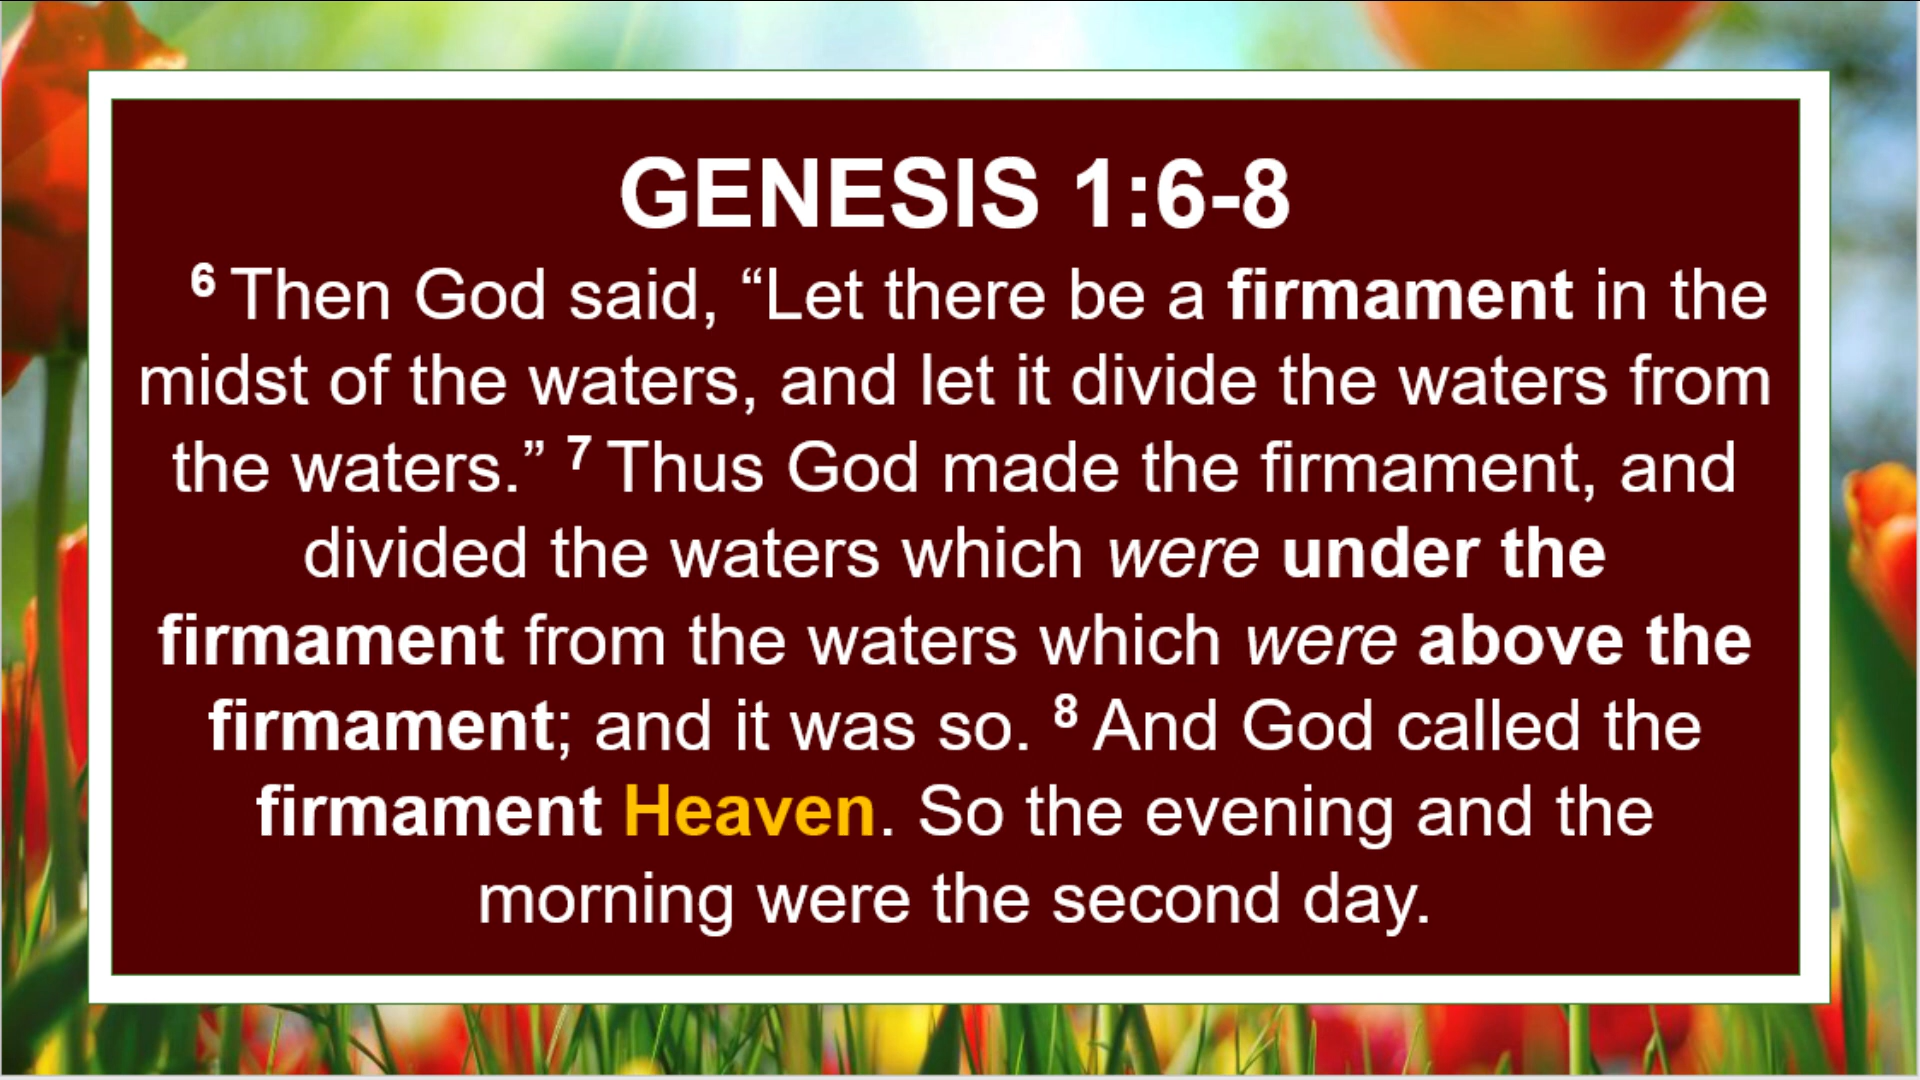 GENESIS 1:6-8
6 Then God said, “Let there be a firmament in the
midst of the waters, and let it divide the waters from
the waters.” 7 Thus God made the firmament, and
divided the waters which were under the
firmament from the waters which were above the
firmament; and it was so. 8 And God called the
firmament Heaven. So the evening and the
morning were the second day.